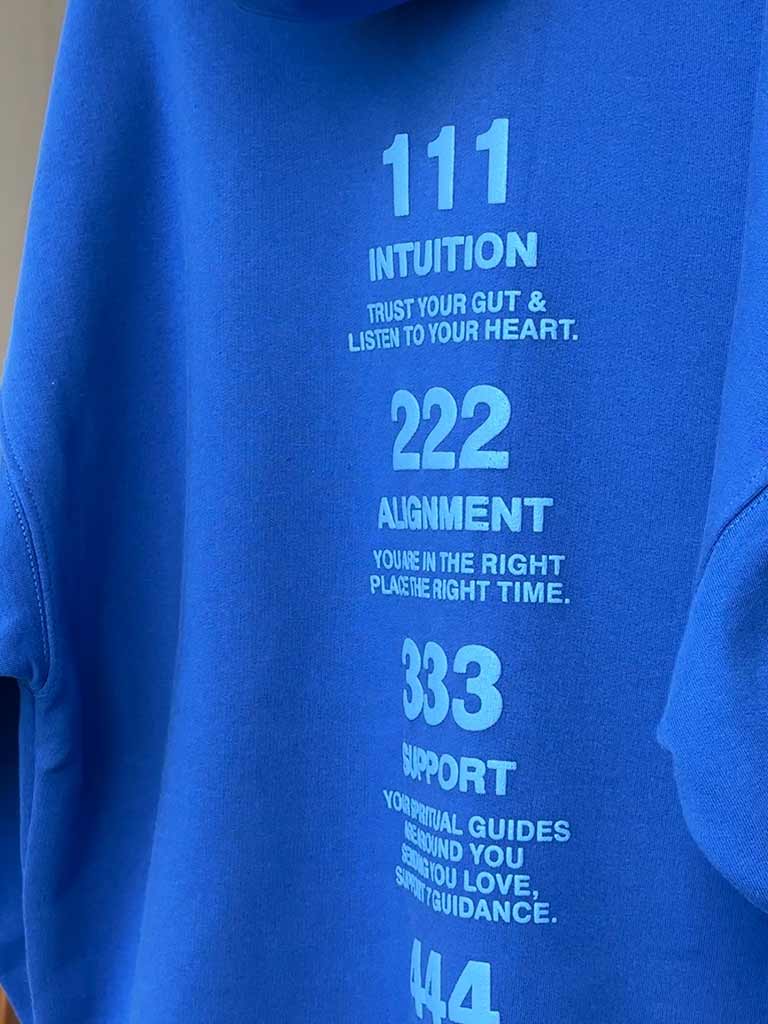 111
INTUITION
TRUST YOUR GUT &
LISTEN TO YOUR HEART.
222
ALIGNMENT
YOU ARE IN THE RIGHT
PLACE THE RIGHT TIME.
333
SUPPORT
YOUR SPIRITUAL GUIDES
ARE AROUND YOU
SENDING YOU LOVE,
SUPPORT 7 GUIDANCE.
444